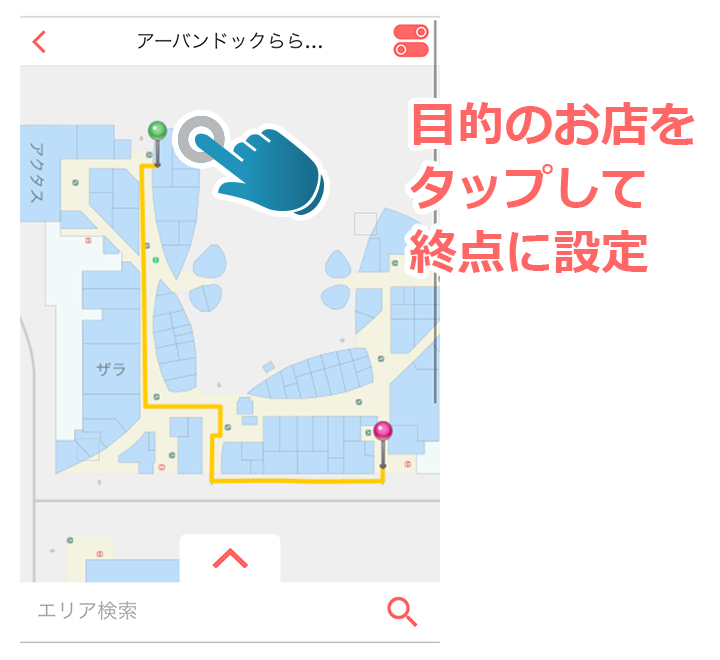 アーバンドックらら...
目的のお店を
タップして
終点に設定
アクタス
ザラ
エリア検索